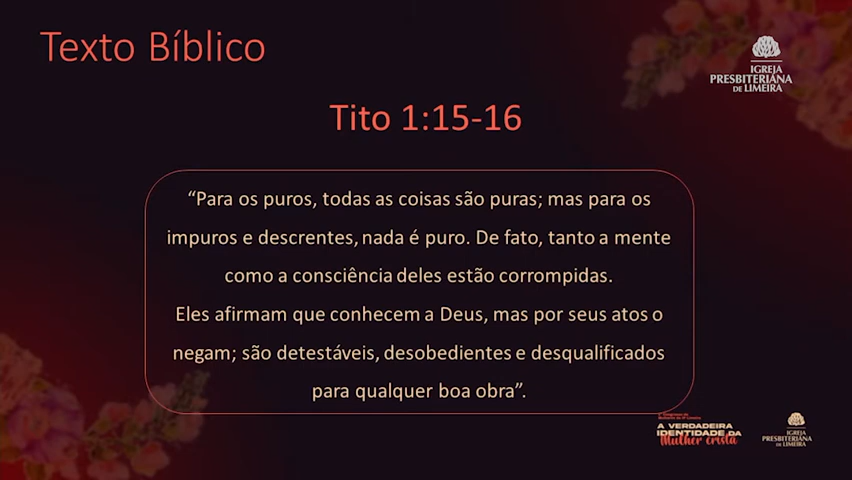 Texto Bíblico
IGREJA
PRESBITERIANA
DE LIMEIRA
Tito 1:15-16
“Para os puros, todas as coisas são puras; mas para os
impuros e descrentes, nada é puro. De fato, tanto a mente
como a consciência deles estão corrompidas.
Eles afirmam que conhecem a Deus, mas por seus atos o
negam; são detestáveis, desobedientes e desqualificados
para qualquer boa obra”.
A VERDADEIRA
IDENTIDADE DA
Mulher cristã
IGREJA
PRESBITERIANA
DE LIMEIRA